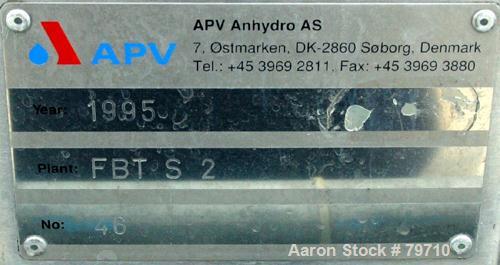 APV
APV Anhydro AS
7, Østmarken, DK-2860 Søborg, Denmark
Tel.: +45 3969 2811, Fax: +45 3969 3880
Year: 1995
Plant: FBT S 2
No: 46
Aaron Stock # 79710